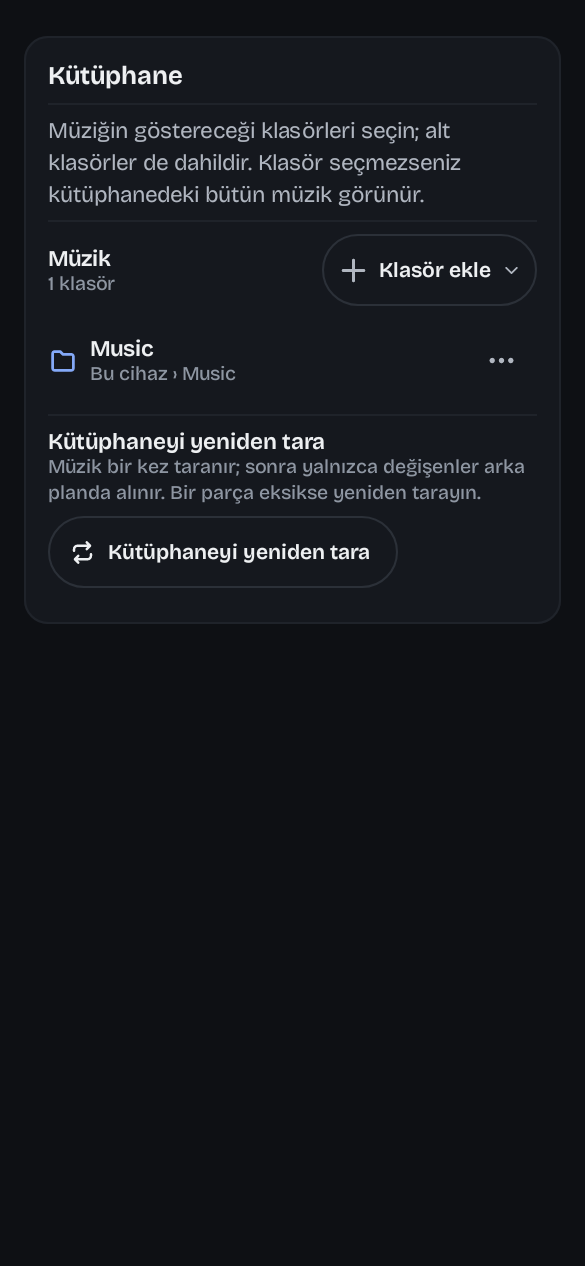 Kütüphane
Müziğin göstereceği klasörleri seçin; alt
klasörler de dahildir. Klasör seçmezseniz
kütüphanedeki bütün müzik görünür.
Müzik
1 klasör
Klasör ekle
Music
Bu cihaz › Music
Kütüphaneyi yeniden tara
Müzik bir kez taranır; sonra yalnızca değişenler arka
planda alınır. Bir parça eksikse yeniden tarayın.
Kütüphaneyi yeniden tara